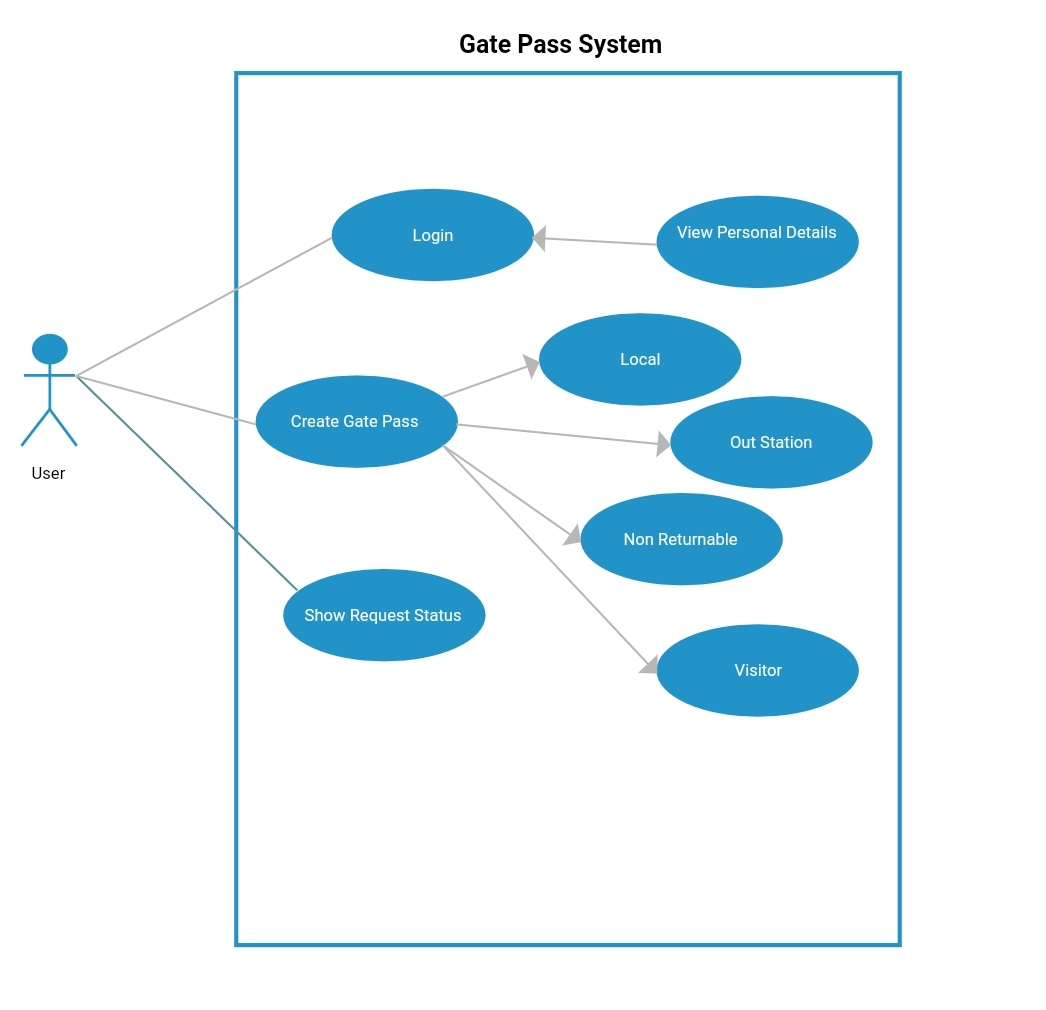 Gate Pass System
Login
View Personal Details
Local
Create Gate Pass
Out Station
User
Non Returnable
Show Request Status
Visitor